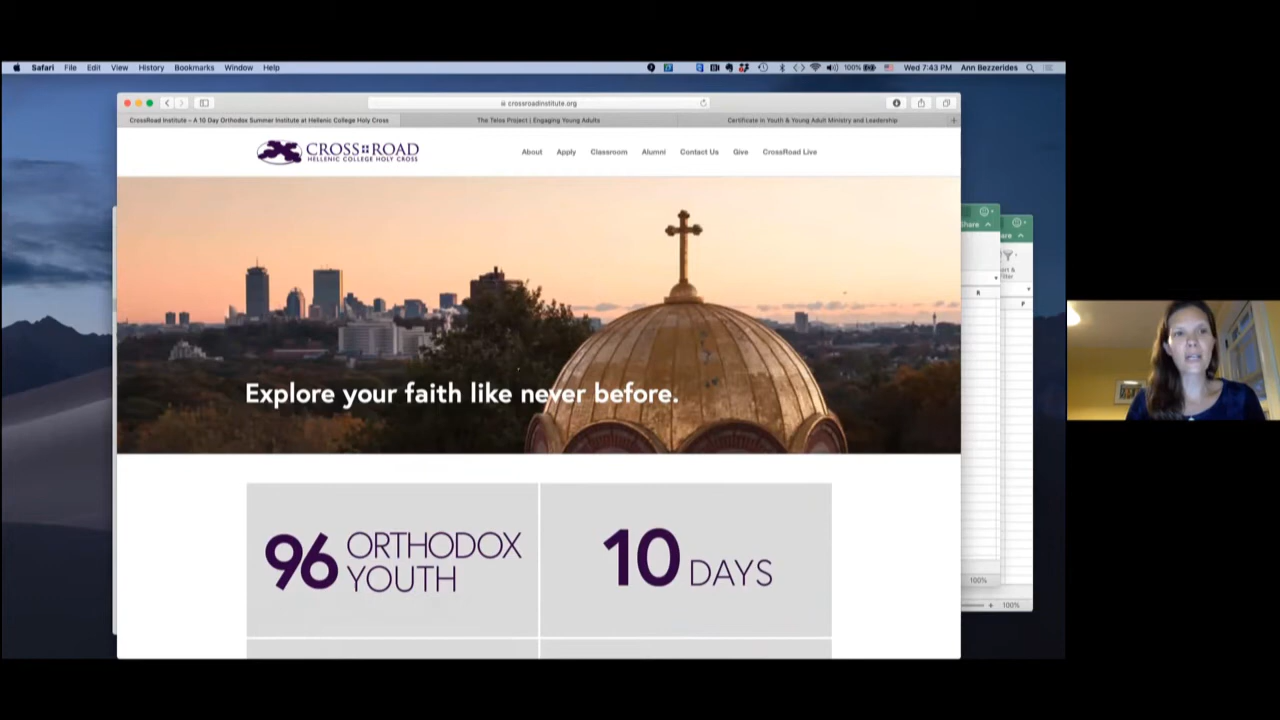 Safari File Edit View History Bookmarks Window Help 100% Wed 7:43 PM Ann Bezzerides
crossroadinstitute.org
CrossRoad Institute – A 10 Day Orthodox Summer Institute at Hellenic College Holy Cross The Telos Project | Engaging Young Adults Certificate in Youth & Young Adult Ministry and Leadership
CROSS ROAD
HELLENIC COLLEGE HOLY CROSS
About Apply Classroom Alumni Contact Us Give CrossRoad Live
Share
R
P
Explore your faith like never before.
96 ORTHODOX
YOUTH
10 DAYS
100%
100%